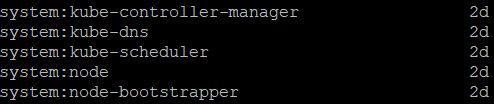 system:kube-controller-manager 2d
system:kube-dns 2d
system:kube-scheduler 2d
system:node 2d
system:node-bootstrapper 2d